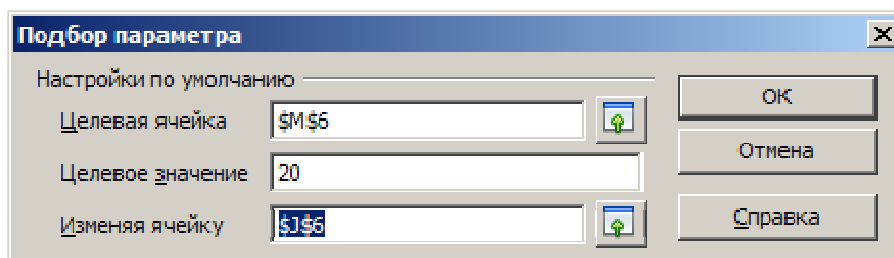 Подбор параметра
Настройки по умолчанию
Целевая ячейка $M$6
Целевое значение 20
Изменяя ячейку $J$6
OK
Отмена
Справка